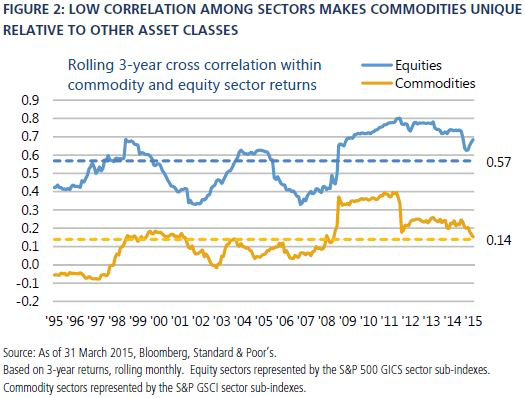 FIGURE 2: LOW CORRELATION AMONG SECTORS MAKES COMMODITIES UNIQUE
RELATIVE TO OTHER ASSET CLASSES
Rolling 3-year cross correlation within
commodity and equity sector returns
Equities
Commodities
0.9
0.8
0.7
0.6
0.5
0.4
0.3
0.2
0.1
0.0
-0.1
-0.2
0.57
0.14
'95 '96 '97 '98 '99 '00 '01 '02 '03 '04 '05 '06 '07 '08 '09 '10 '11 '12 '13 '14 '15
Source: As of 31 March 2015, Bloomberg, Standard & Poor's.
Based on 3-year returns, rolling monthly. Equity sectors represented by the S&P 500 GICS sector sub-indexes.
Commodity sectors represented by the S&P GSCI sector sub-indexes.